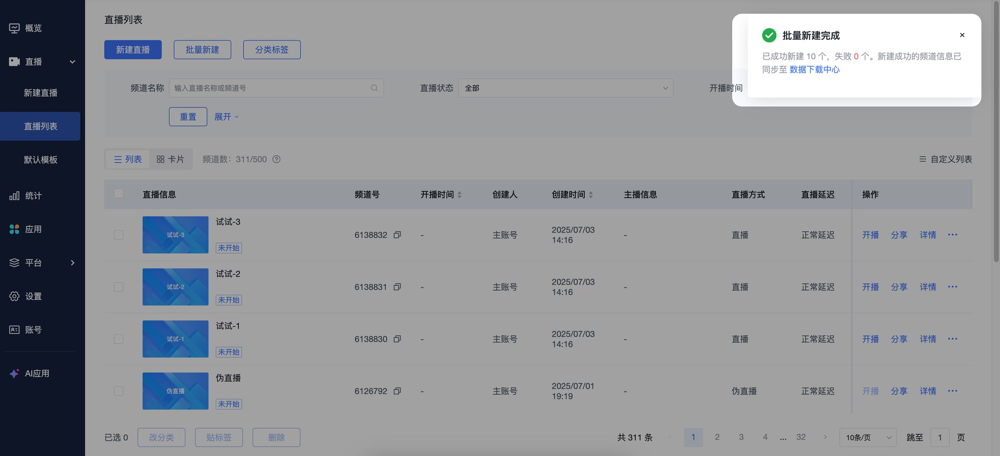 概览
直播
新建直播
直播列表
默认模板
统计
应用
平台
设置
账号
AI应用
直播列表
新建直播
批量新建
分类标签
频道名称
输入直播名称或频道号
直播状态
全部
开播时间
重置
展开
批量新建完成
已成功新建 10 个，失败 0 个。新建成功的频道信息已
同步至 数据下载中心
列表
卡片
频道数：311/500
自定义列表
直播信息 频道号 开播时间 创建人 创建时间 主播信息 直播方式 直播延迟 操作
试试-3
试试-3
未开始
6138832
-
主账号
2025/07/03
14:16
-
直播
正常延迟
开播 分享 详情 ···
试试-2
试试-2
未开始
6138831
-
主账号
2025/07/03
14:16
-
直播
正常延迟
开播 分享 详情 ···
试试-1
试试-1
未开始
6138830
-
主账号
2025/07/03
14:16
-
直播
正常延迟
开播 分享 详情 ···
伪直播
伪直播
未开始
6126792
-
主账号
2025/07/01
19:19
-
伪直播
正常延迟
开播 分享 详情 ···
已选 0
改分类
贴标签
删除
共 311 条
1 2 3 4 ... 32
10条/页
跳至 1 页